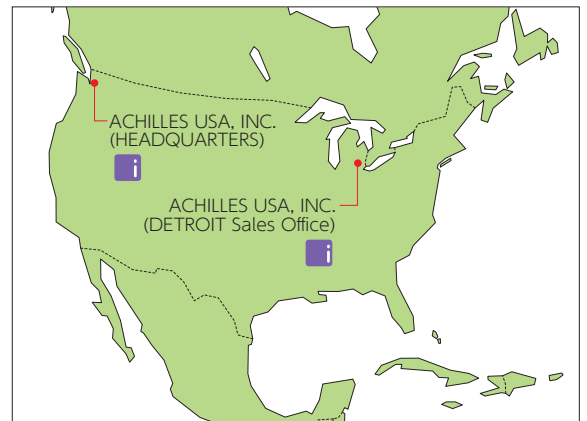 ACHILLES USA, INC.
(HEADQUARTERS)
i
ACHILLES USA, INC.
(DETROIT Sales Office)
i